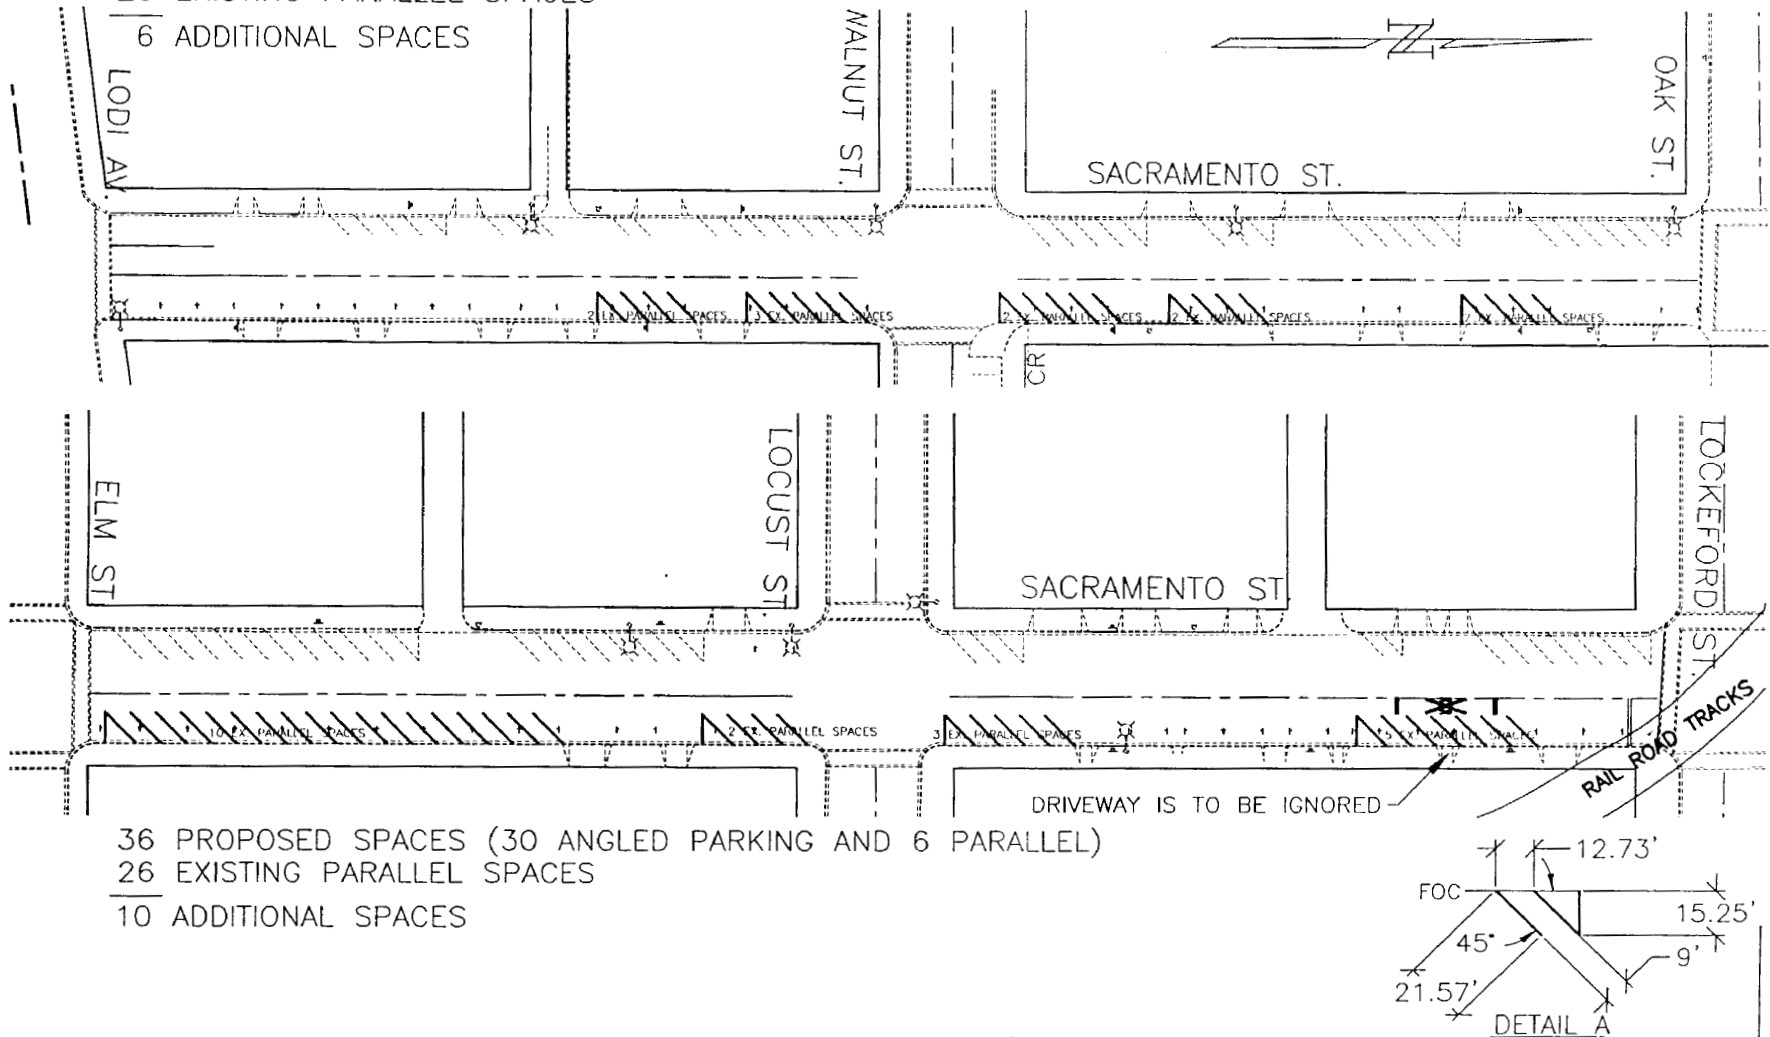 EXISTING PARALLEL SPACES
6 ADDITIONAL SPACES
LODI AV
WALNUT ST.
N
OAK ST.
SACRAMENTO ST.
2 EX. PARALLEL SPACES
3 EX. PARALLEL SPACES
2 EX. PARALLEL SPACES
2 EX. PARALLEL SPACES
2 EX. PARALLEL SPACES
CR
ELM ST.
LOCUST ST
SACRAMENTO ST
LOCKEFORD ST
10 EX. PARALLEL SPACES
2 EX. PARALLEL SPACES
3 EX. PARALLEL SPACES
5 EX PARALLEL SPACES
RAIL ROAD TRACKS
DRIVEWAY IS TO BE IGNORED
36 PROPOSED SPACES (30 ANGLED PARKING AND 6 PARALLEL)
26 EXISTING PARALLEL SPACES
10 ADDITIONAL SPACES
12.73'
FOC
15.25'
45°
9'
21.57'
DETAIL A